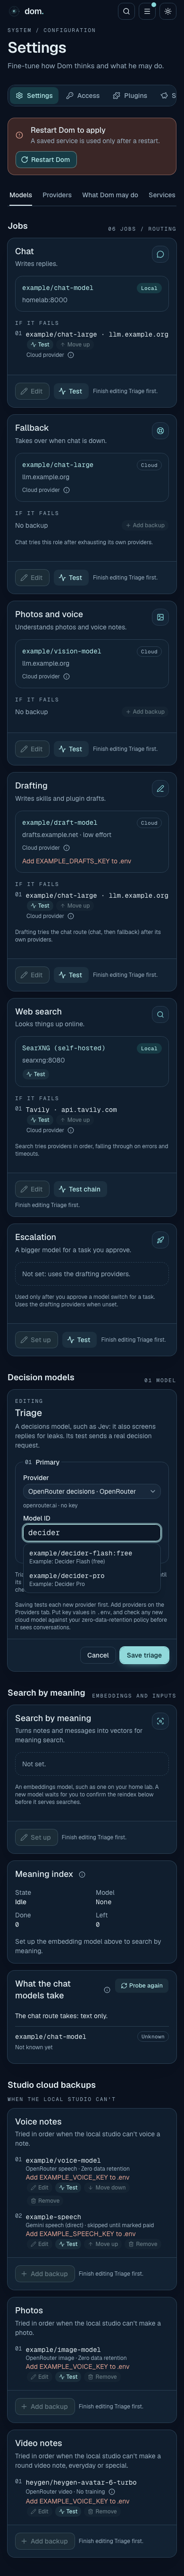 dom.
SYSTEM / CONFIGURATION
Settings
Fine-tune how Dom thinks and what he may do.
Settings
Access
Plugins
S
Restart Dom to apply
A saved service is used only after a restart.
Restart Dom
Models
Providers
What Dom may do
Services
Jobs
06 JOBS / ROUTING
Chat
Writes replies.
example/chat-model
Local
homelab:8000
IF IT FAILS
01 example/chat-large · llm.example.org
Test
Move up
Cloud provider
Edit
Test
Finish editing Triage first.
Fallback
Takes over when chat is down.
example/chat-large
Cloud
llm.example.org
Cloud provider
IF IT FAILS
No backup
Add backup
Chat tries this role after exhausting its own providers.
Edit
Test
Finish editing Triage first.
Photos and voice
Understands photos and voice notes.
example/vision-model
Cloud
llm.example.org
Cloud provider
IF IT FAILS
No backup
Add backup
Edit
Test
Finish editing Triage first.
Drafting
Writes skills and plugin drafts.
example/draft-model
Cloud
drafts.example.net · low effort
Cloud provider
Add EXAMPLE_DRAFTS_KEY to .env
IF IT FAILS
01 example/chat-large · llm.example.org
Test
Move up
Cloud provider
Drafting tries the chat route (chat, then fallback) after its
own providers.
Edit
Test
Finish editing Triage first.
Web search
Looks things up online.
SearXNG (self-hosted)
Local
searxng:8080
Test
IF IT FAILS
01 Tavily · api.tavily.com
Test
Move up
Cloud provider
Search tries providers in order, falling through on errors and
timeouts.
Edit
Test chain
Finish editing Triage first.
Escalation
A bigger model for a task you approve.
Not set: uses the drafting providers.
Used only after you approve a model switch for a task.
Uses the drafting providers when unset.
Set up
Test
Finish editing Triage first.
Decision models
01 MODEL
EDITING
Triage
A decisions model, such as Dev: it also screens
replies for leaks. Its test sends a real decision
request.
01 Primary
Provider
OpenRouter decisions · OpenRouter
openrouter.ai · no key
Model ID
decider
example/decider-flash:free
Example: Decider Flash (free)
example/decider-pro
Example: Decider Pro
Saving tests each new provider first. Add providers on the
Providers tab. Put key values in .env, and check any new
cloud model against your zero-data-retention policy before
it sees conversations.
Cancel
Save triage
Search by meaning
EMBEDDINGS AND INPUTS
Search by meaning
Turns notes and messages into vectors for
meaning search.
Not set.
An embeddings model, such as one on your home lab. A
new model waits for you to confirm the reindex below
before it serves searches.
Set up
Finish editing Triage first.
Meaning index
State
Model
Idle
None
Done
Left
0
0
Set up the embedding model above to search by
meaning.
What the chat
models take
Probe again
The chat route takes: text only.
example/chat-model
Unknown
Not known yet
Studio cloud backups
WHEN THE LOCAL STUDIO CAN'T
Voice notes
Tried in order when the local studio can't voice a
note.
01 example/voice-model
OpenRouter speech · Zero data retention
Add EXAMPLE_VOICE_KEY to .env
Edit
Test
Move down
Remove
02 example-speech
Gemini speech (direct) · skipped until marked paid
Add EXAMPLE_SPEECH_KEY to .env
Edit
Test
Move up
Remove
Add backup
Finish editing Triage first.
Photos
Tried in order when the local studio can't make a
photo.
01 example/image-model
OpenRouter image · Zero data retention
Add EXAMPLE_VOICE_KEY to .env
Edit
Test
Remove
Add backup
Finish editing Triage first.
Video notes
Tried in order when the local studio can't make a
round video note, everyday or special.
01 heygen/heygen-avatar-6-turbo
OpenRouter video · No training
Add EXAMPLE_VOICE_KEY to .env
Edit
Test
Remove
Add backup
Finish editing Triage first.